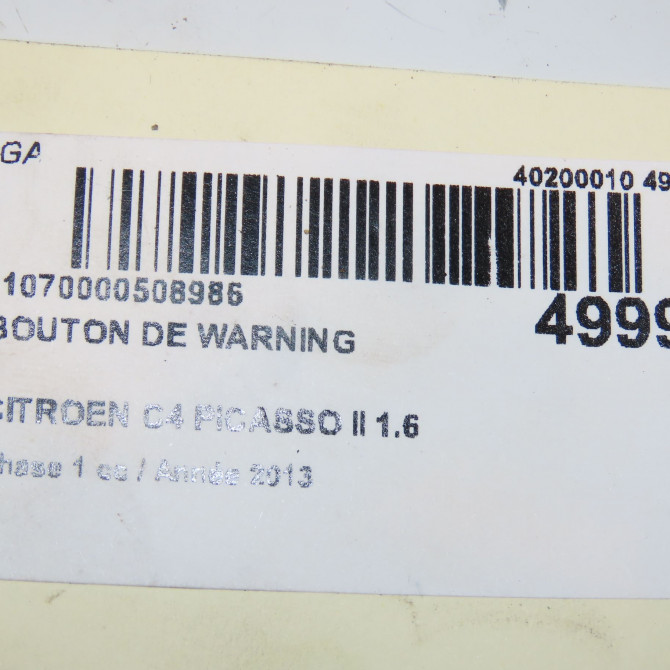 GA
40200010 49
1070000508986
4999
BOUTON DE WARNING
CITROEN C4 PICASSO II 1.6
hase 1 es / Année 2013